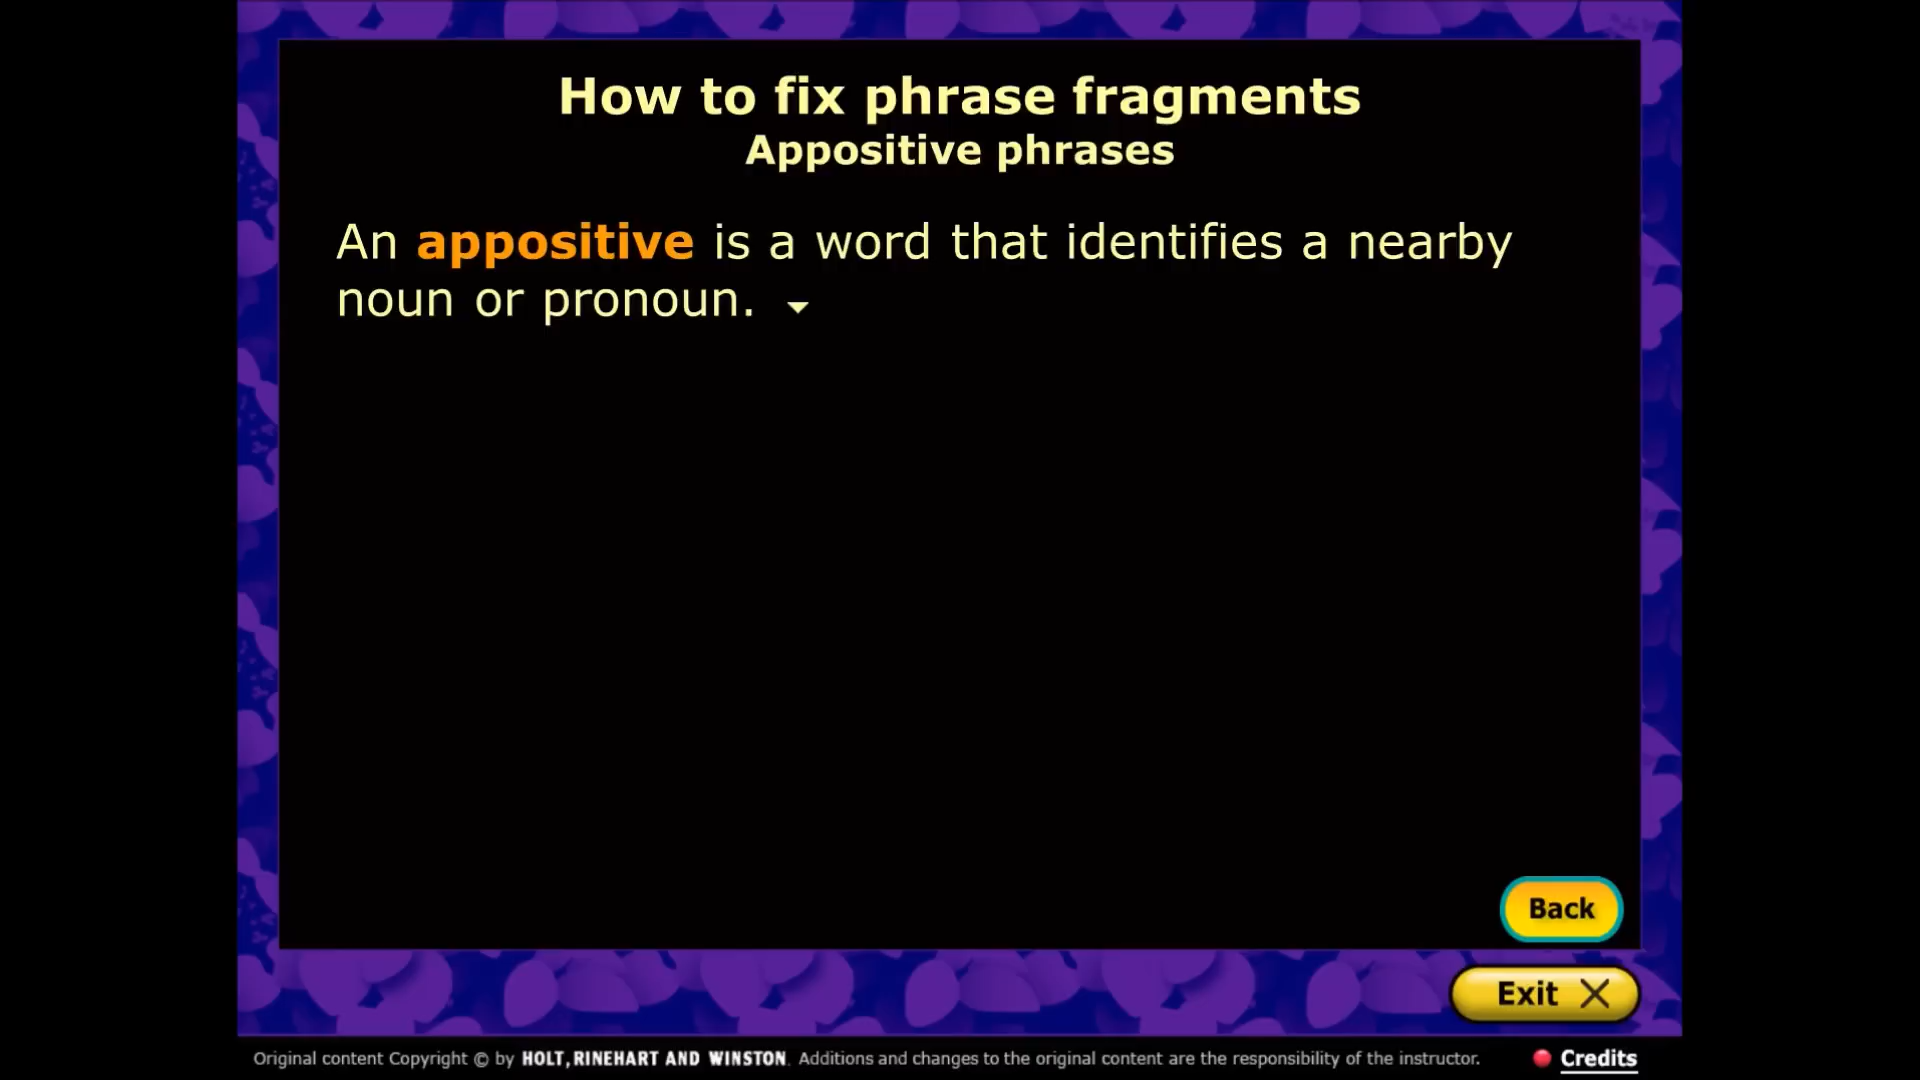 How to fix phrase fragments
Appositive phrases
An appositive is a word that identifies a nearby
noun or pronoun.
Back
Exit
Original content Copyright © by HOLT, RINEHART AND WINSTON. Additions and changes to the original content are the responsibility of the instructor.
Credits